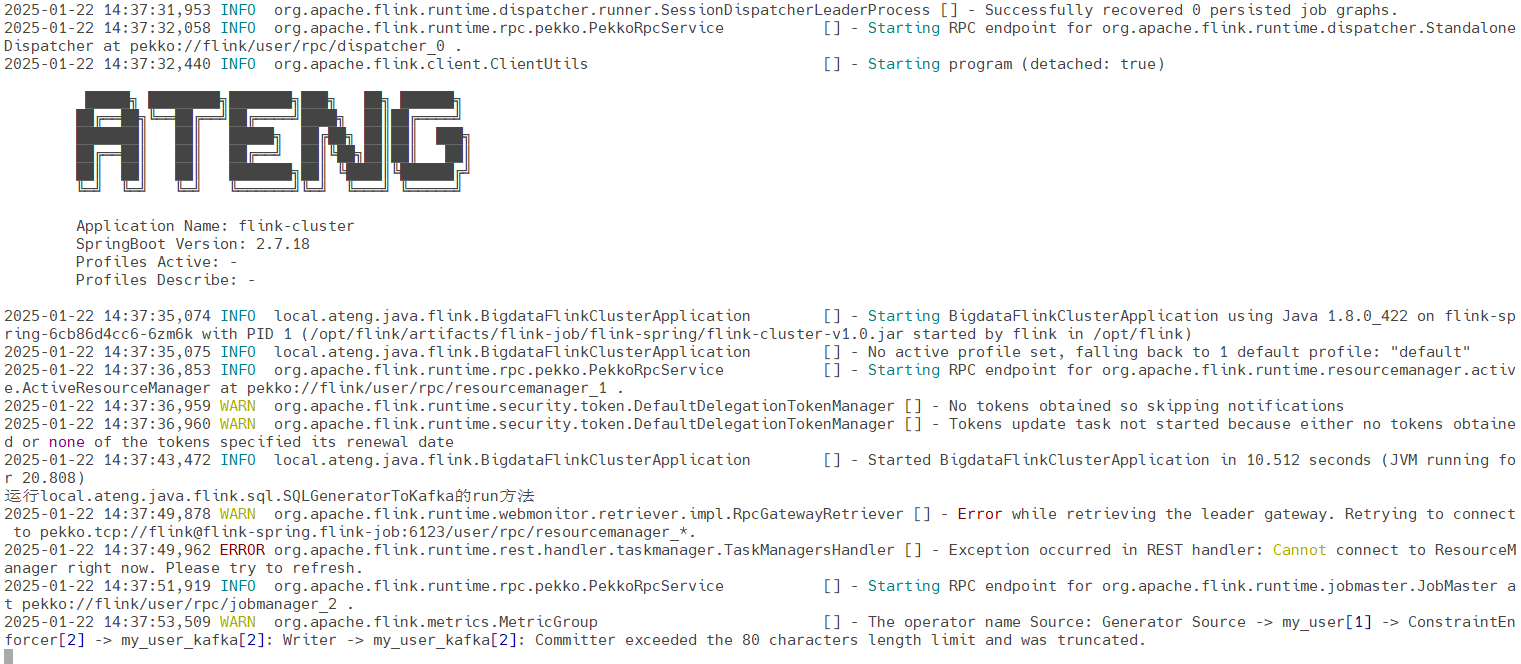 2025-01-22 14:37:31,953 INFO  org.apache.flink.runtime.dispatcher.runner.SessionDispatcherLeaderProcess [] - Successfully recovered 0 persisted job graphs.
2025-01-22 14:37:32,058 INFO  org.apache.flink.runtime.rpc.pekko.PekkoRpcService           [] - Starting RPC endpoint for org.apache.flink.runtime.dispatcher.Standalone
Dispatcher at pekko://flink/user/rpc/dispatcher_0 .
2025-01-22 14:37:32,440 INFO  org.apache.flink.client.ClientUtils                          [] - Starting program (detached: true)
ATENG
Application Name: flink-cluster
SpringBoot Version: 2.7.18
Profiles Active: -
Profiles Describe: -
2025-01-22 14:37:35,074 INFO  local.ateng.java.flink.BigdataFlinkClusterApplication        [] - Starting BigdataFlinkClusterApplication using Java 1.8.0_422 on flink-sp
ring-6cb86d4cc6-6zm6k with PID 1 (/opt/flink/artifacts/flink-job/flink-spring/flink-cluster-v1.0.jar started by flink in /opt/flink)
2025-01-22 14:37:35,075 INFO  local.ateng.java.flink.BigdataFlinkClusterApplication        [] - No active profile set, falling back to 1 default profile: "default"
2025-01-22 14:37:36,853 INFO  org.apache.flink.runtime.rpc.pekko.PekkoRpcService           [] - Starting RPC endpoint for org.apache.flink.runtime.resourcemanager.activ
e.ActiveResourceManager at pekko://flink/user/rpc/resourcemanager_1 .
2025-01-22 14:37:36,959 WARN  org.apache.flink.runtime.security.token.DefaultDelegationTokenManager [] - No tokens obtained so skipping notifications
2025-01-22 14:37:36,960 WARN  org.apache.flink.runtime.security.token.DefaultDelegationTokenManager [] - Tokens update task not started because either no tokens obtaine
d or none of the tokens specified its renewal date
2025-01-22 14:37:43,472 INFO  local.ateng.java.flink.BigdataFlinkClusterApplication        [] - Started BigdataFlinkClusterApplication in 10.512 seconds (JVM running fo
r 20.808)
运行local.ateng.java.flink.sql.SQLGeneratorToKafka的run方法
2025-01-22 14:37:49,878 WARN  org.apache.flink.runtime.webmonitor.retriever.impl.RpcGatewayRetriever [] - Error while retrieving the leader gateway. Retrying to connect
 to pekko.tcp://flink@flink-spring.flink-job:6123/user/rpc/resourcemanager_*.
2025-01-22 14:37:49,962 ERROR org.apache.flink.runtime.rest.handler.taskmanager.TaskManagersHandler [] - Exception occurred in REST handler: Cannot connect to ResourceM
anager right now. Please try to refresh.
2025-01-22 14:37:51,919 INFO  org.apache.flink.runtime.rpc.pekko.PekkoRpcService           [] - Starting RPC endpoint for org.apache.flink.runtime.jobmaster.JobMaster a
t pekko://flink/user/rpc/jobmanager_2 .
2025-01-22 14:37:53,509 WARN  org.apache.flink.metrics.MetricGroup                         [] - The operator name Source: Generator Source -> my_user[1] -> ConstraintEn
forcer[2] -> my_user_kafka[2]: Writer -> my_user_kafka[2]: Committer exceeded the 80 characters length limit and was truncated.